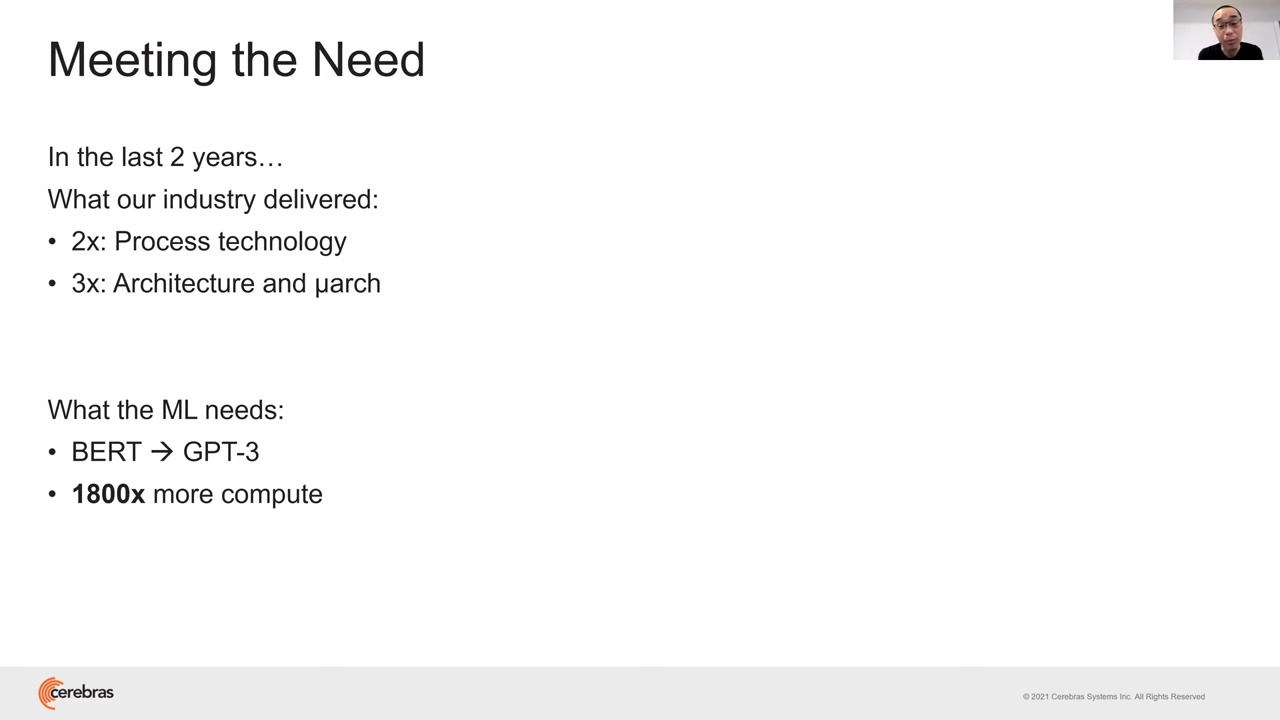 Meeting the Need
In the last 2 years…
What our industry delivered:
• 2x: Process technology
• 3x: Architecture and µarch
What the ML needs:
• BERT → GPT-3
• 1800x more compute
cerebras
© 2021 Cerebras Systems Inc. All Rights Reserved